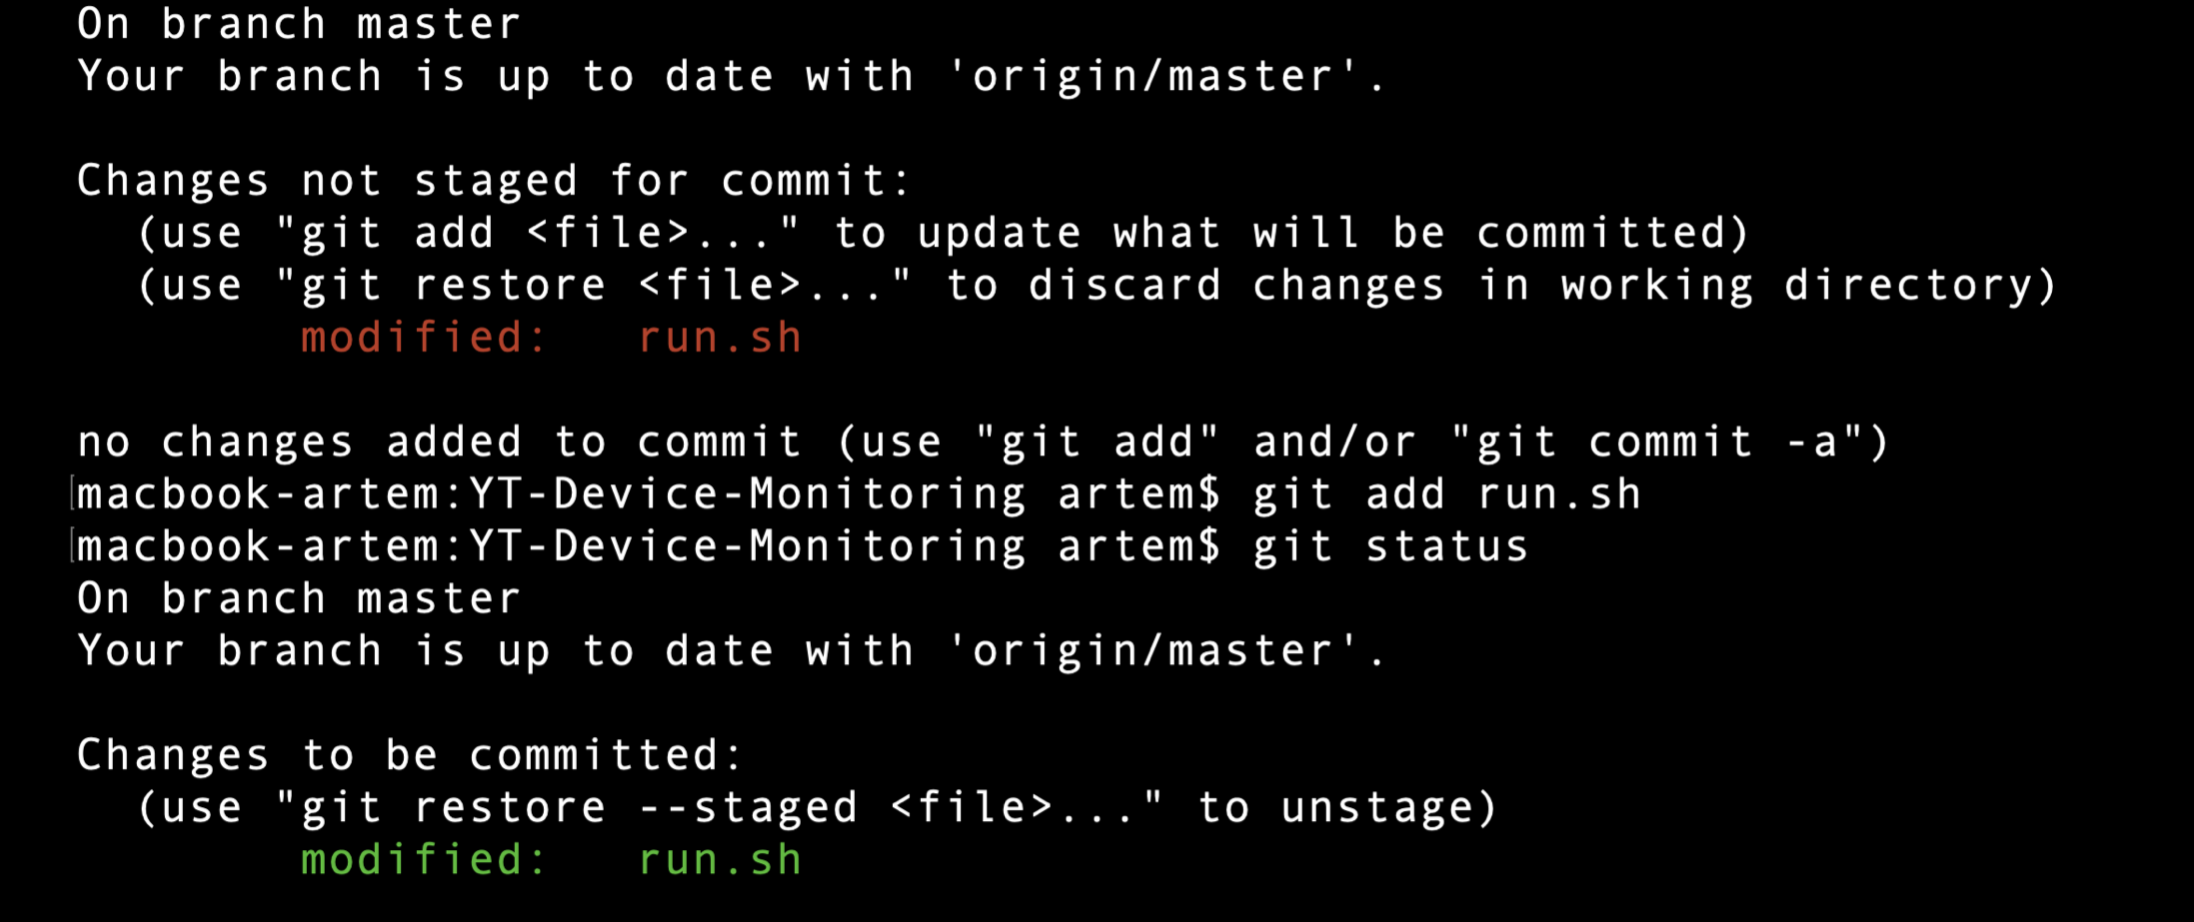 On branch master
Your branch is up to date with 'origin/master'.
Changes not staged for commit:
(use "git add <file>..." to update what will be committed)
(use "git restore <file>..." to discard changes in working directory)
modified: run.sh
no changes added to commit (use "git add" and/or "git commit -a")
[macbook-artem:YT-Device-Monitoring artem$ git add run.sh
[macbook-artem:YT-Device-Monitoring artem$ git status
On branch master
Your branch is up to date with 'origin/master'.
Changes to be committed:
(use "git restore --staged <file>..." to unstage)
modified: run.sh